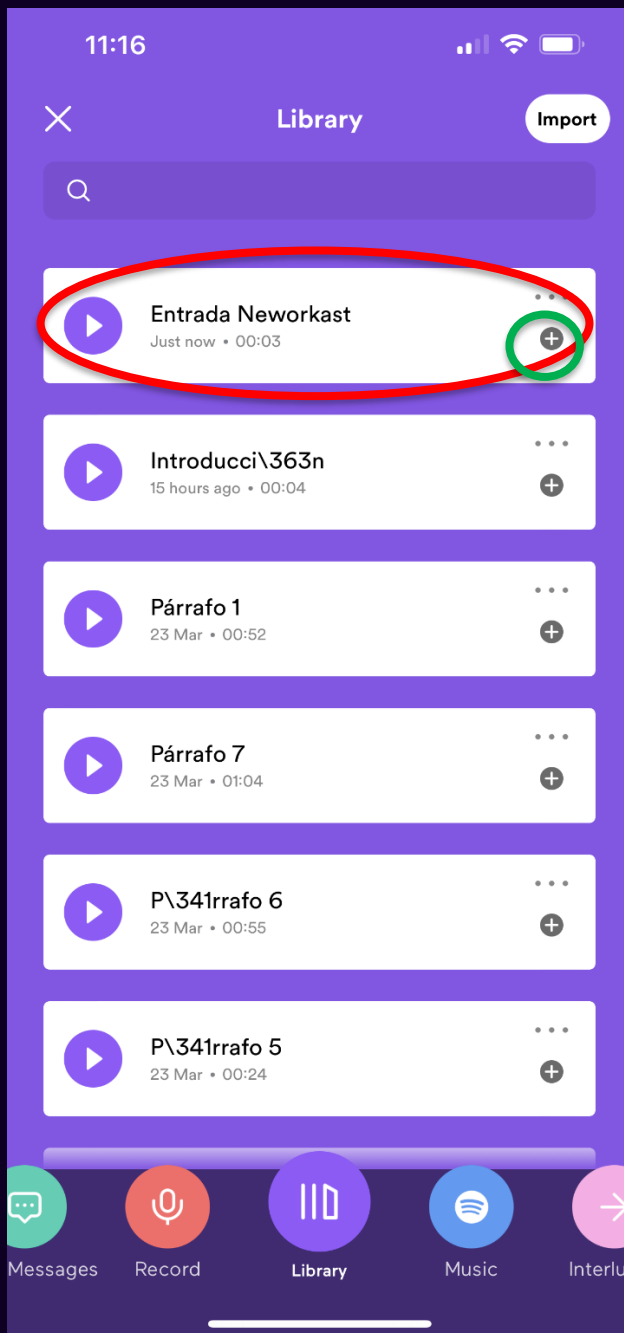 11:16
Library
Import
Entrada Neworkast
Just now • 00:03
Introducci\363n
15 hours ago • 00:04
Párrafo 1
23 Mar • 00:52
Párrafo 7
23 Mar • 01:04
P\341rrafo 6
23 Mar • 00:55
P\341rrafo 5
23 Mar • 00:24
Messages
Record
Library
Music
Interlu